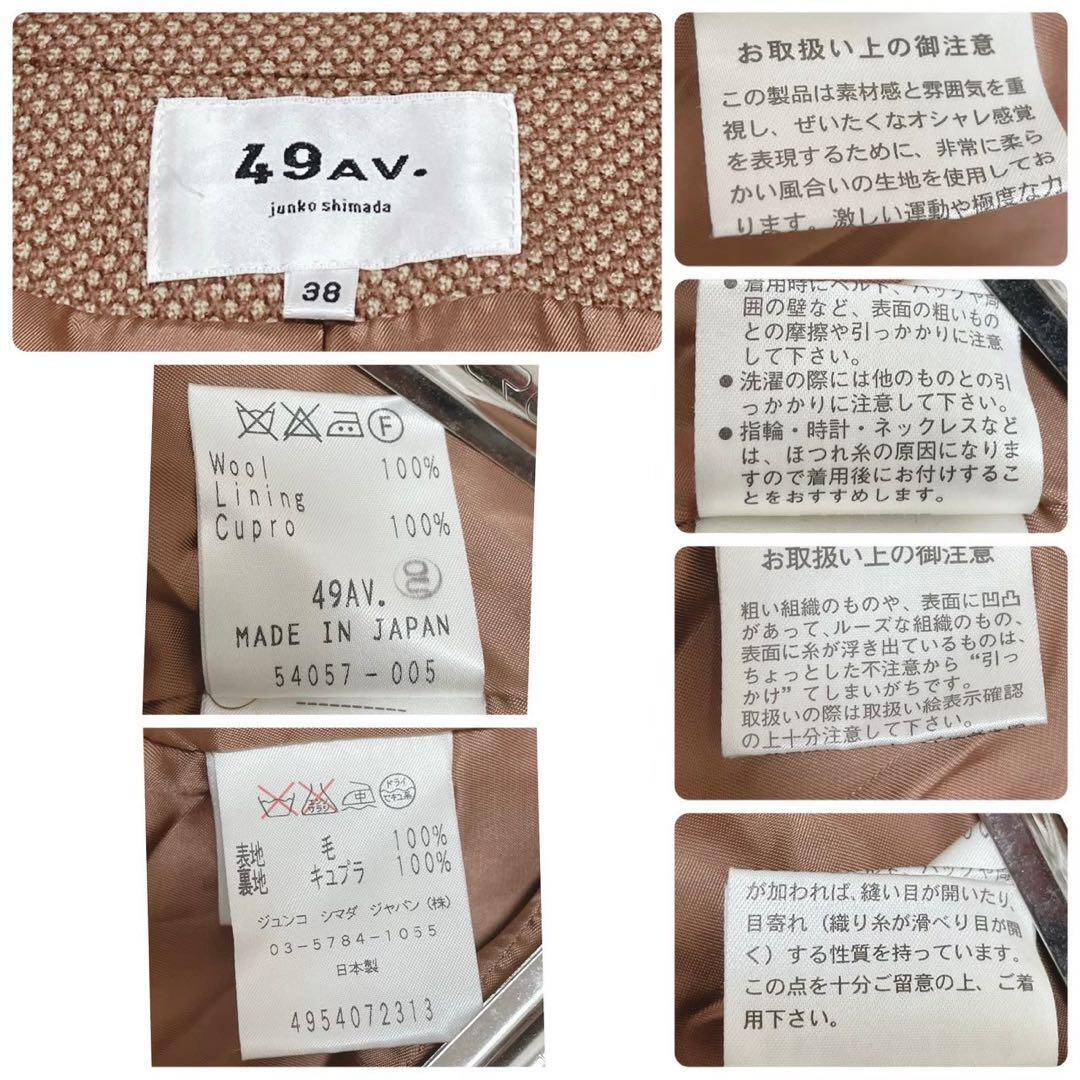 49AV.
junko shimada
38
F
Wool 100%
Lining
Cupro 100%
49AV.
MADE IN JAPAN
54057-005
中
ドライ
セキユ系
表地 毛 100%
裏地 キュプラ 100%
ジュンコ シマダ ジャパン(株)
03-5784-1055
日本製
4954072313
お取扱い上の御注意
この製品は素材感と雰囲気を重
視し、ぜいたくなオシャレ感覚
を表現するために、非常に柔ら
かい風合いの生地を使用してお
ります。激しい運動や極度な力
●着用時にベルト、バッグや周
囲の壁など、表面の粗いもの
との摩擦や引っかかりに注意
して下さい。
●洗濯の際には他のものとの引
っかかりに注意して下さい。
●指輪・時計・ネックレスなど
は、ほつれ糸の原因になりま
すので着用後にお付けするこ
とをおすすめします。
お取扱い上の御注意
粗い組織のものや、表面に凹凸
があって、ルーズな組織のもの、
表面に糸が浮き出ているものは、
ちょっとした不注意から“引っ
かけ”てしまいがちです。
取扱いの際は取扱い絵表示確認
の上十分注意して下さい。
が加われば、縫い目が開いたり、
目寄れ(織り糸が滑べり目が開
く)する性質を持っています。
この点を十分ご留意の上、ご着
用下さい。